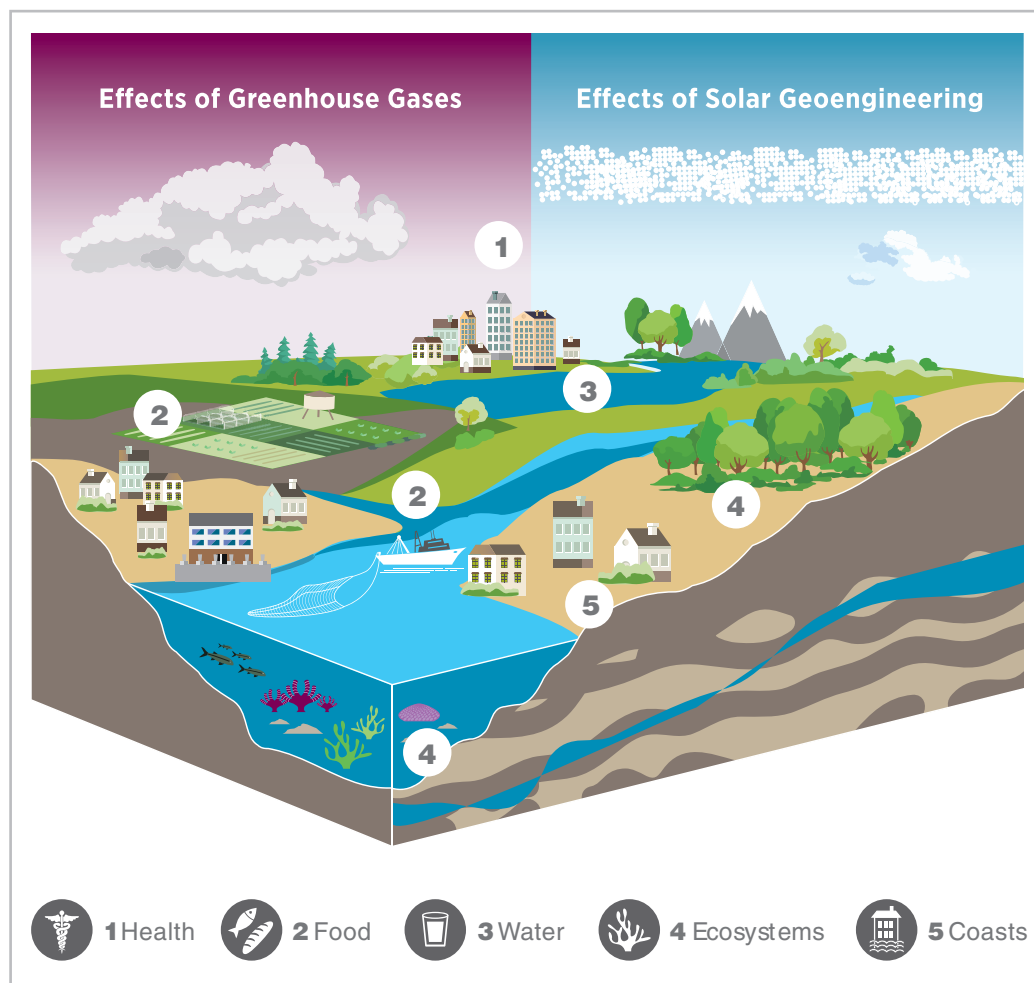 Effects of Greenhouse Gases
Effects of Solar Geoengineering
1
3
2
2
4
5
4
1 Health
2 Food
3 Water
4 Ecosystems
5 Coasts